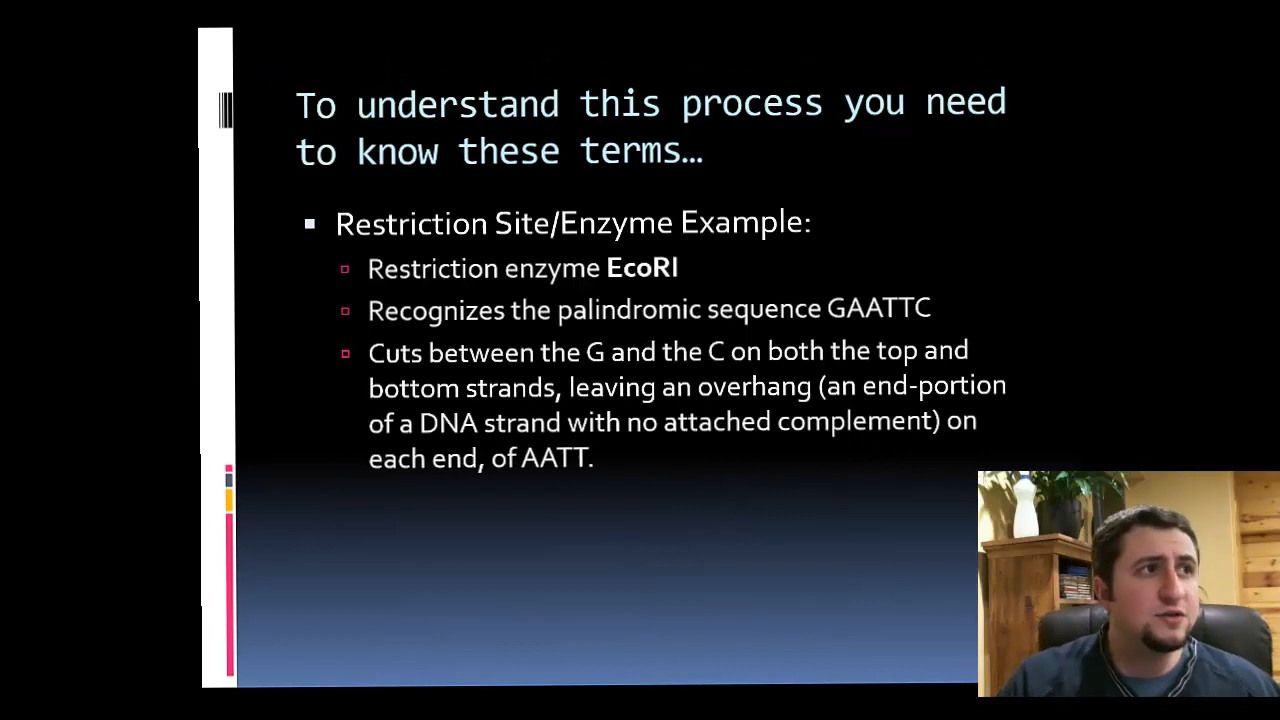 To understand this process you need
to know these terms…
Restriction Site/Enzyme Example:
Restriction enzyme EcoRI
Recognizes the palindromic sequence GAATTC
Cuts between the G and the C on both the top and
bottom strands, leaving an overhang (an end-portion
of a DNA strand with no attached complement) on
each end, of AATT.